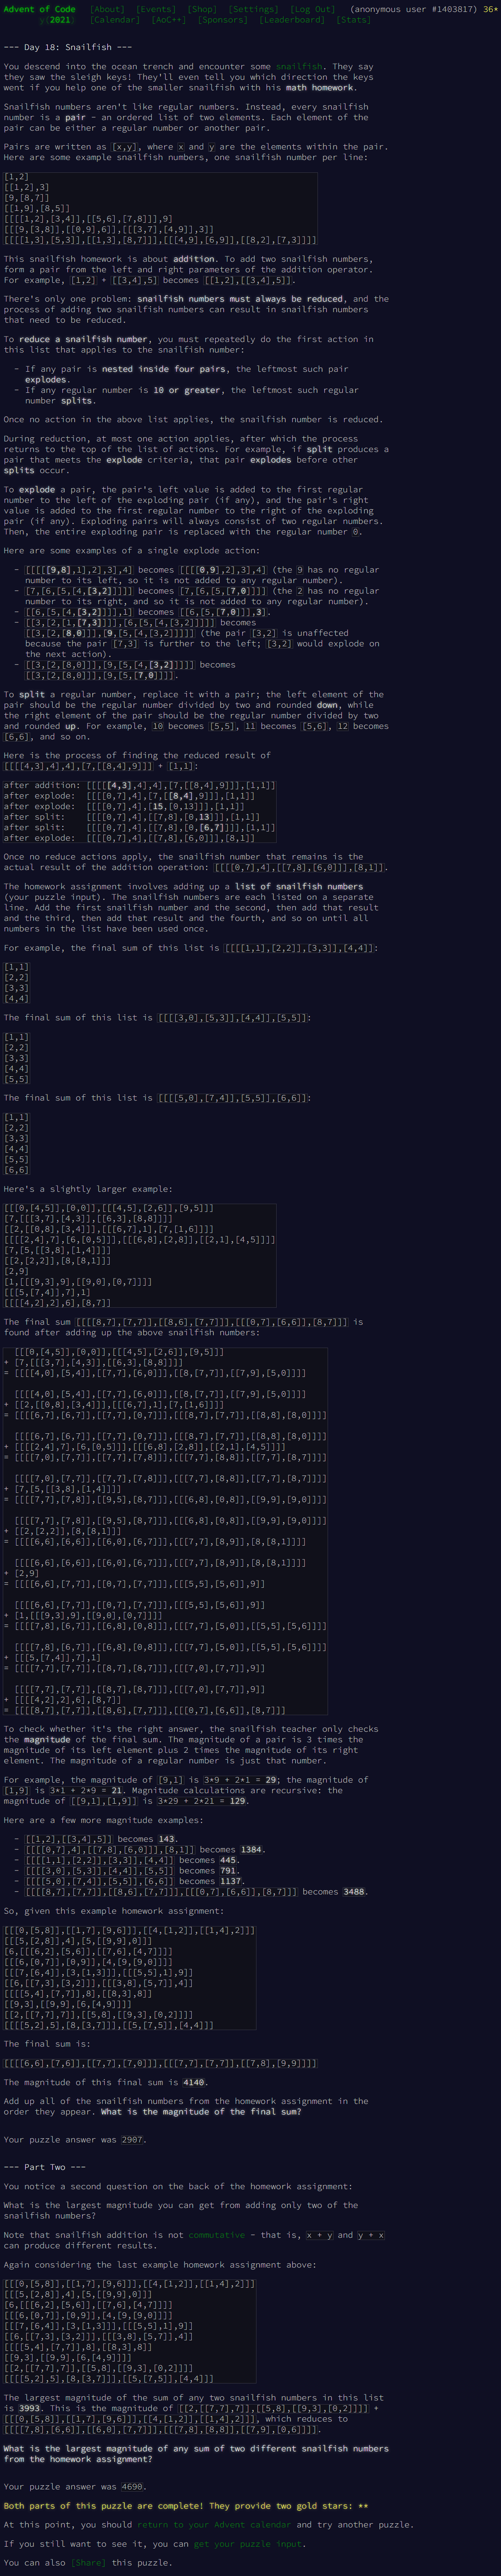 Advent of Code [About] [Events] [Shop] [Settings] [Log Out] (anonymous user #1403817) 36*
y(2021) [Calendar] [AoC++] [Sponsors] [Leaderboard] [Stats]
--- Day 18: Snailfish ---
You descend into the ocean trench and encounter some snailfish. They say
they saw the sleigh keys! They'll even tell you which direction the keys
went if you help one of the smaller snailfish with his math homework.
Snailfish numbers aren't like regular numbers. Instead, every snailfish
number is a pair - an ordered list of two elements. Each element of the
pair can be either a regular number or another pair.
Pairs are written as [x,y], where x and y are the elements within the pair.
Here are some example snailfish numbers, one snailfish number per line:
[1,2]
[[1,2],3]
[9,[8,7]]
[[1,9],[8,5]]
[[[[1,2],[3,4]],[[5,6],[7,8]]],9]
[[[9,[3,8]],[[0,9],6]],[[[3,7],[4,9]],3]]
[[[[1,3],[5,3]],[[1,3],[8,7]]],[[[4,9],[6,9]],[[8,2],[7,3]]]]
This snailfish homework is about addition. To add two snailfish numbers,
form a pair from the left and right parameters of the addition operator.
For example, [1,2] + [[3,4],5] becomes [[1,2],[[3,4],5]].
There's only one problem: snailfish numbers must always be reduced, and the
process of adding two snailfish numbers can result in snailfish numbers
that need to be reduced.
To reduce a snailfish number, you must repeatedly do the first action in
this list that applies to the snailfish number:
- If any pair is nested inside four pairs, the leftmost such pair
explodes.
- If any regular number is 10 or greater, the leftmost such regular
number splits.
Once no action in the above list applies, the snailfish number is reduced.
During reduction, at most one action applies, after which the process
returns to the top of the list of actions. For example, if split produces a
pair that meets the explode criteria, that pair explodes before other
splits occur.
To explode a pair, the pair's left value is added to the first regular
number to the left of the exploding pair (if any), and the pair's right
value is added to the first regular number to the right of the exploding
pair (if any). Exploding pairs will always consist of two regular numbers.
Then, the entire exploding pair is replaced with the regular number 0.
Here are some examples of a single explode action:
- [[[[[9,8],1],2],3],4] becomes [[[[0,9],2],3],4] (the 9 has no regular
number to its left, so it is not added to any regular number).
- [7,[6,[5,[4,[3,2]]]]] becomes [7,[6,[5,[7,0]]]] (the 2 has no regular
number to its right, and so it is not added to any regular number).
- [[6,[5,[4,[3,2]]]],1] becomes [[6,[5,[7,0]]],3].
- [[3,[2,[1,[7,3]]]],[6,[5,[4,[3,2]]]]] becomes
[[3,[2,[8,0]]],[9,[5,[4,[3,2]]]]] (the pair [3,2] is unaffected
because the pair [7,3] is further to the left; [3,2] would explode on
the next action).
- [[3,[2,[8,0]]],[9,[5,[4,[3,2]]]]] becomes
[[3,[2,[8,0]]],[9,[5,[7,0]]]].
To split a regular number, replace it with a pair; the left element of the
pair should be the regular number divided by two and rounded down, while
the right element of the pair should be the regular number divided by two
and rounded up. For example, 10 becomes [5,5], 11 becomes [5,6], 12 becomes
[6,6], and so on.
Here is the process of finding the reduced result of
[[[[4,3],4],4],[7,[[8,4],9]]] + [1,1]:
after addition: [[[[[4,3],4],4],[7,[[8,4],9]]],[1,1]]
after explode: [[[[0,7],4],[7,[[8,4],9]]],[1,1]]
after explode: [[[[0,7],4],[15,[0,13]]],[1,1]]
after split: [[[[0,7],4],[[7,8],[0,13]]],[1,1]]
after split: [[[[0,7],4],[[7,8],[0,[6,7]]]],[1,1]]
after explode: [[[[0,7],4],[[7,8],[6,0]]],[8,1]]
Once no reduce actions apply, the snailfish number that remains is the
actual result of the addition operation: [[[[0,7],4],[[7,8],[6,0]]],[8,1]].
The homework assignment involves adding up a list of snailfish numbers
(your puzzle input). The snailfish numbers are each listed on a separate
line. Add the first snailfish number and the second, then add that result
and the third, then add that result and the fourth, and so on until all
numbers in the list have been used once.
For example, the final sum of this list is [[[[1,1],[2,2]],[3,3]],[4,4]]:
[1,1]
[2,2]
[3,3]
[4,4]
The final sum of this list is [[[[3,0],[5,3]],[4,4]],[5,5]]:
[1,1]
[2,2]
[3,3]
[4,4]
[5,5]
The final sum of this list is [[[[5,0],[7,4]],[5,5]],[6,6]]:
[1,1]
[2,2]
[3,3]
[4,4]
[5,5]
[6,6]
Here's a slightly larger example:
[[[0,[4,5]],[0,0]],[[[4,5],[2,6]],[9,5]]]
[7,[[[3,7],[4,3]],[[6,3],[8,8]]]]
[[2,[[0,8],[3,4]]],[[[6,7],1],[7,[1,6]]]]
[[[[2,4],7],[6,[0,5]]],[[[6,8],[2,8]],[[2,1],[4,5]]]]
[7,[5,[[3,8],[1,4]]]]
[[2,[2,2]],[8,[8,1]]]
[2,9]
[1,[[[9,3],9],[[9,0],[0,7]]]]
[[[5,[7,4]],7],1]
[[[[4,2],2],6],[8,7]]
The final sum [[[[8,7],[7,7]],[[8,6],[7,7]]],[[[0,7],[6,6]],[8,7]]] is
found after adding up the above snailfish numbers:
[[[0,[4,5]],[0,0]],[[[4,5],[2,6]],[9,5]]]
+ [7,[[[3,7],[4,3]],[[6,3],[8,8]]]]
= [[[[4,0],[5,4]],[[7,7],[6,0]]],[[8,[7,7]],[[7,9],[5,0]]]]
[[[[4,0],[5,4]],[[7,7],[6,0]]],[[8,[7,7]],[[7,9],[5,0]]]]
+ [[2,[[0,8],[3,4]]],[[[6,7],1],[7,[1,6]]]]
= [[[[6,7],[6,7]],[[7,7],[0,7]]],[[[8,7],[7,7]],[[8,8],[8,0]]]]
[[[[6,7],[6,7]],[[7,7],[0,7]]],[[[8,7],[7,7]],[[8,8],[8,0]]]]
+ [[[[2,4],7],[6,[0,5]]],[[[6,8],[2,8]],[[2,1],[4,5]]]]
= [[[[7,0],[7,7]],[[7,7],[7,8]]],[[[7,7],[8,8]],[[7,7],[8,7]]]]
[[[[7,0],[7,7]],[[7,7],[7,8]]],[[[7,7],[8,8]],[[7,7],[8,7]]]]
+ [7,[5,[[3,8],[1,4]]]]
= [[[[7,7],[7,8]],[[9,5],[8,7]]],[[[6,8],[0,8]],[[9,9],[9,0]]]]
[[[[7,7],[7,8]],[[9,5],[8,7]]],[[[6,8],[0,8]],[[9,9],[9,0]]]]
+ [[2,[2,2]],[8,[8,1]]]
= [[[[6,6],[6,6]],[[6,0],[6,7]]],[[[7,7],[8,9]],[8,[8,1]]]]
[[[[6,6],[6,6]],[[6,0],[6,7]]],[[[7,7],[8,9]],[8,[8,1]]]]
+ [2,9]
= [[[[6,6],[7,7]],[[0,7],[7,7]]],[[[5,5],[5,6]],9]]
[[[[6,6],[7,7]],[[0,7],[7,7]]],[[[5,5],[5,6]],9]]
+ [1,[[[9,3],9],[[9,0],[0,7]]]]
= [[[[7,8],[6,7]],[[6,8],[0,8]]],[[[7,7],[5,0]],[[5,5],[5,6]]]]
[[[[7,8],[6,7]],[[6,8],[0,8]]],[[[7,7],[5,0]],[[5,5],[5,6]]]]
+ [[[5,[7,4]],7],1]
= [[[[7,7],[7,7]],[[8,7],[8,7]]],[[[7,0],[7,7]],9]]
[[[[7,7],[7,7]],[[8,7],[8,7]]],[[[7,0],[7,7]],9]]
+ [[[[4,2],2],6],[8,7]]
= [[[[8,7],[7,7]],[[8,6],[7,7]]],[[[0,7],[6,6]],[8,7]]]
To check whether it's the right answer, the snailfish teacher only checks
the magnitude of the final sum. The magnitude of a pair is 3 times the
magnitude of its left element plus 2 times the magnitude of its right
element. The magnitude of a regular number is just that number.
For example, the magnitude of [9,1] is 3*9 + 2*1 = 29; the magnitude of
[1,9] is 3*1 + 2*9 = 21. Magnitude calculations are recursive: the
magnitude of [[9,1],[1,9]] is 3*29 + 2*21 = 129.
Here are a few more magnitude examples:
- [[1,2],[[3,4],5]] becomes 143.
- [[[[0,7],4],[[7,8],[6,0]]],[8,1]] becomes 1384.
- [[[[1,1],[2,2]],[3,3]],[4,4]] becomes 445.
- [[[[3,0],[5,3]],[4,4]],[5,5]] becomes 791.
- [[[[5,0],[7,4]],[5,5]],[6,6]] becomes 1137.
- [[[[8,7],[7,7]],[[8,6],[7,7]]],[[[0,7],[6,6]],[8,7]]] becomes 3488.
So, given this example homework assignment:
[[[0,[5,8]],[[1,7],[9,6]]],[[4,[1,2]],[[1,4],2]]]
[[[5,[2,8]],4],[5,[[9,9],0]]]
[6,[[[6,2],[5,6]],[[7,6],[4,7]]]]
[[[6,[0,7]],[0,9]],[4,[9,[9,0]]]]
[[[7,[6,4]],[3,[1,3]]],[[[5,5],1],9]]
[[6,[[7,3],[3,2]]],[[[3,8],[5,7]],4]]
[[[[5,4],[7,7]],8],[[8,3],8]]
[[9,3],[[9,9],[6,[4,9]]]]
[[2,[[7,7],7]],[[5,8],[[9,3],[0,2]]]]
[[[[5,2],5],[8,[3,7]]],[[5,[7,5]],[4,4]]]
The final sum is:
[[[[6,6],[7,6]],[[7,7],[7,0]]],[[[7,7],[7,7]],[[7,8],[9,9]]]]
The magnitude of this final sum is 4140.
Add up all of the snailfish numbers from the homework assignment in the
order they appear. What is the magnitude of the final sum?
Your puzzle answer was 2907.
--- Part Two ---
You notice a second question on the back of the homework assignment:
What is the largest magnitude you can get from adding only two of the
snailfish numbers?
Note that snailfish addition is not commutative - that is, x + y and y + x
can produce different results.
Again considering the last example homework assignment above:
[[[0,[5,8]],[[1,7],[9,6]]],[[4,[1,2]],[[1,4],2]]]
[[[5,[2,8]],4],[5,[[9,9],0]]]
[6,[[[6,2],[5,6]],[[7,6],[4,7]]]]
[[[6,[0,7]],[0,9]],[4,[9,[9,0]]]]
[[[7,[6,4]],[3,[1,3]]],[[[5,5],1],9]]
[[6,[[7,3],[3,2]]],[[[3,8],[5,7]],4]]
[[[[5,4],[7,7]],8],[[8,3],8]]
[[9,3],[[9,9],[6,[4,9]]]]
[[2,[[7,7],7]],[[5,8],[[9,3],[0,2]]]]
[[[[5,2],5],[8,[3,7]]],[[5,[7,5]],[4,4]]]
The largest magnitude of the sum of any two snailfish numbers in this list
is 3993. This is the magnitude of [[2,[[7,7],7]],[[5,8],[[9,3],[0,2]]]] +
[[[0,[5,8]],[[1,7],[9,6]]],[[4,[1,2]],[[1,4],2]]], which reduces to
[[[[7,8],[6,6]],[[6,0],[7,7]]],[[[7,8],[8,8]],[[7,9],[0,6]]]].
What is the largest magnitude of any sum of two different snailfish numbers
from the homework assignment?
Your puzzle answer was 4690.
Both parts of this puzzle are complete! They provide two gold stars: **
At this point, you should return to your Advent calendar and try another puzzle.
If you still want to see it, you can get your puzzle input.
You can also [Share] this puzzle.